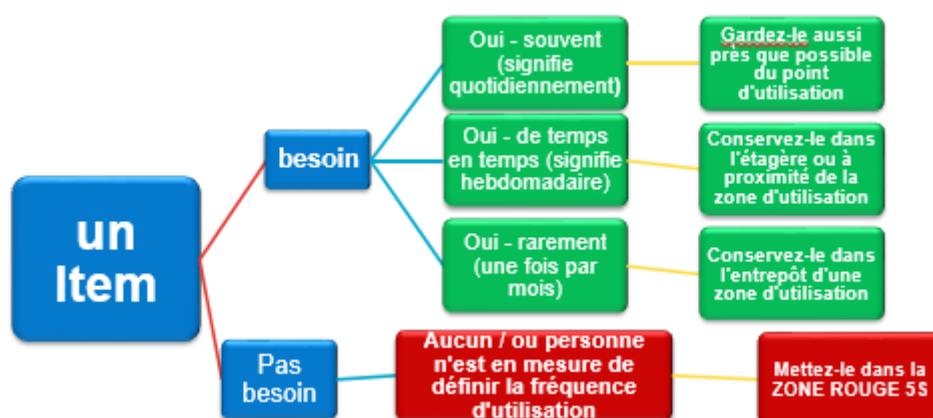 un
Item
besoin
Oui - souvent
(signifie
quotidiennement)
Gardez-le aussi
près que possible
du point
d'utilisation
Oui - de temps
en temps (signifie
hebdomadaire)
Conservez-le dans
l'étagère ou à
proximité de la
zone d'utilisation
Oui - rarement
(une fois par
mois)
Conservez-le dans
l'entrepôt d'une
zone d'utilisation
Pas
besoin
Aucun / ou personne
n'est en mesure de
définir la fréquence
d'utilisation
Mettez-le dans la
ZONE ROUGE 5S